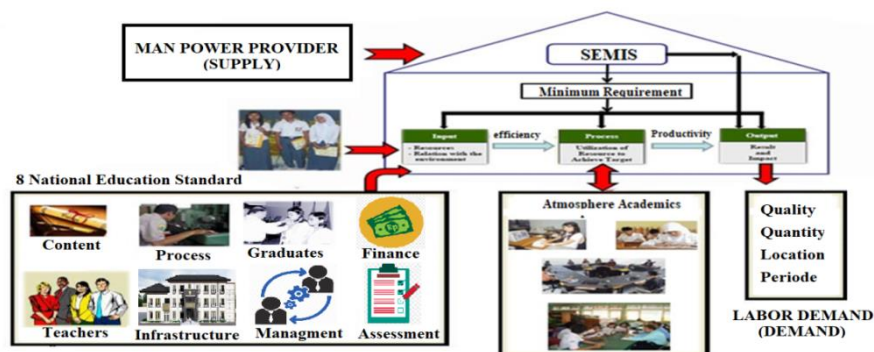 MAN POWER PROVIDER
(SUPPLY)
SEMIS
Minimum Requirement
Input
- Resources
- Relation with the
environment
efficiency
Process
Utilization of
Resource to
Achieve Target
Productivity
Output
Result
and
Impact
8 National Education Standard
Content
Process
Graduates
Finance
Teachers
Infrastructure
Managment
Assessment
Atmosphere Academics
Quality
Quantity
Location
Periode
LABOR DEMAND
(DEMAND)